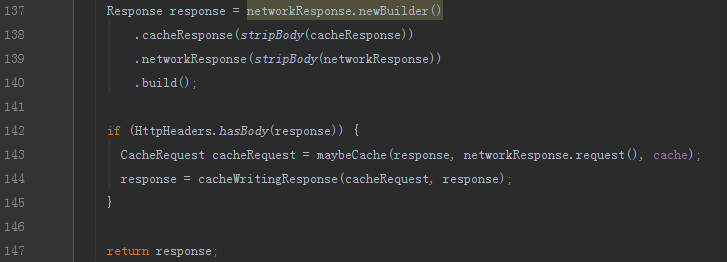 137 Response response = networkResponse.newBuilder()
138 .cacheResponse(stripBody(cacheResponse))
139 .networkResponse(stripBody(networkResponse))
140 .build();
141
142 if (HttpHeaders.hasBody(response)) {
143 CacheRequest cacheRequest = maybeCache(response, networkResponse.request(), cache);
144 response = cacheWritingResponse(cacheRequest, response);
145 }
146
147 return response;